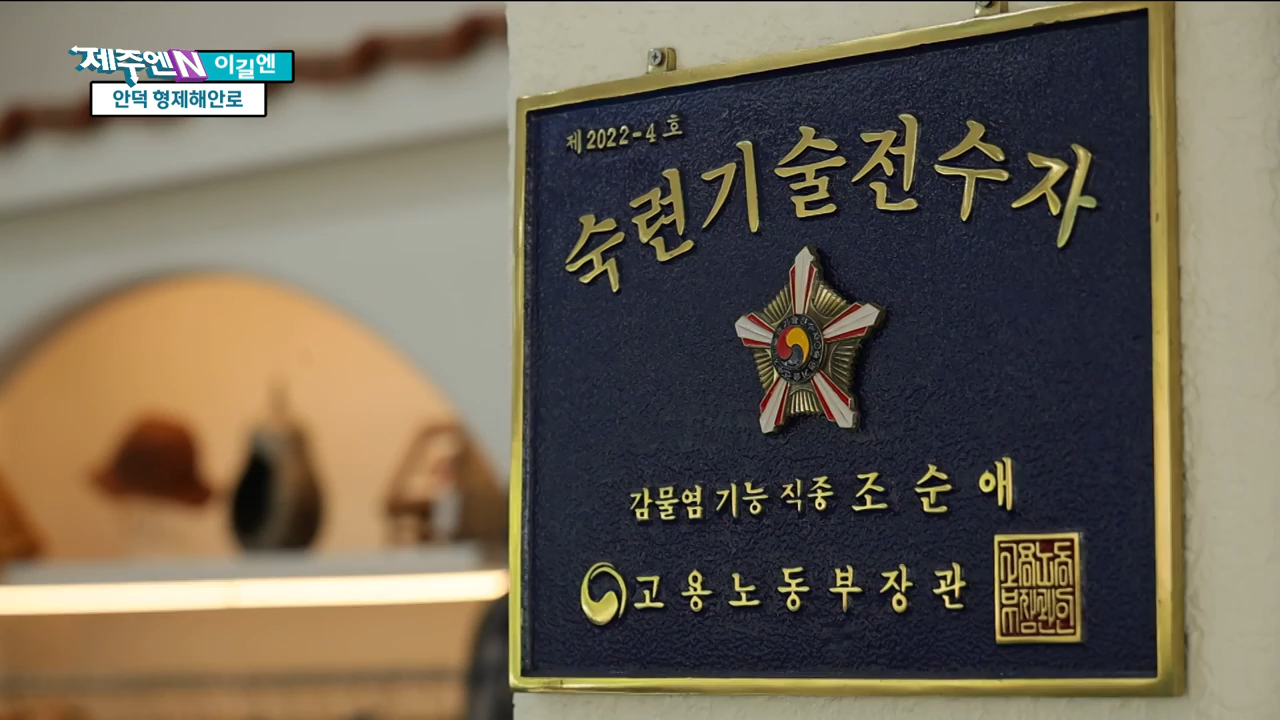 제주엔N 이길엔
안덕 형제해안로
제2022-4호
숙련기술전수자
감물염 기능 직종 조순애
고용노동부장관